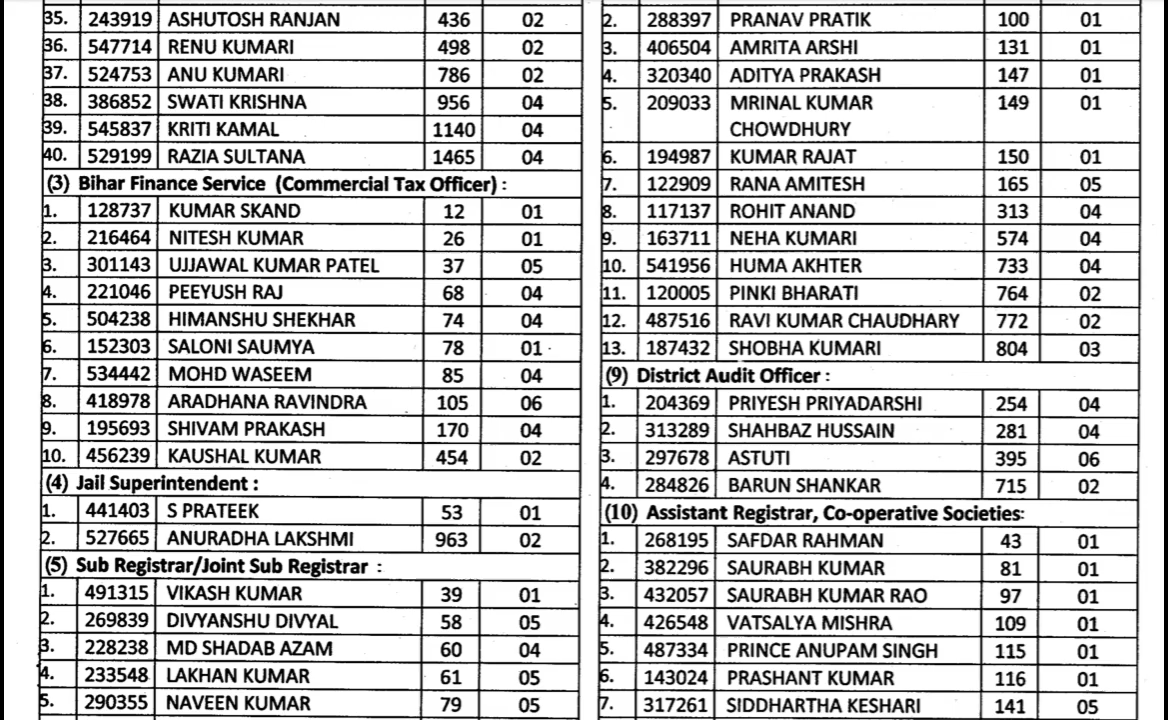 35. 243919 ASHUTOSH RANJAN 436 02
36. 547714 RENU KUMARI 498 02
37. 524753 ANU KUMARI 786 02
38. 386852 SWATI KRISHNA 956 04
39. 545837 KRITI KAMAL 1140 04
40. 529199 RAZIA SULTANA 1465 04
(3) Bihar Finance Service (Commercial Tax Officer) :
1. 128737 KUMAR SKAND 12 01
2. 216464 NITESH KUMAR 26 01
3. 301143 UJJAWAL KUMAR PATEL 37 05
4. 221046 PEEYUSH RAJ 68 04
5. 504238 HIMANSHU SHEKHAR 74 04
6. 152303 SALONI SAUMYA 78 01
7. 534442 MOHD WASEEM 85 04
8. 418978 ARADHANA RAVINDRA 105 06
9. 195693 SHIVAM PRAKASH 170 04
10. 456239 KAUSHAL KUMAR 454 02
(4) Jail Superintendent :
1. 441403 S PRATEEK 53 01
2. 527665 ANURADHA LAKSHMI 963 02
(5) Sub Registrar/Joint Sub Registrar :
1. 491315 VIKASH KUMAR 39 01
2. 269839 DIVYANSHU DIVYAL 58 05
3. 228238 MD SHADAB AZAM 60 04
4. 233548 LAKHAN KUMAR 61 05
5. 290355 NAVEEN KUMAR 79 05
2. 288397 PRANAV PRATIK 100 01
3. 406504 AMRITA ARSHI 131 01
4. 320340 ADITYA PRAKASH 147 01
5. 209033 MRINAL KUMAR 149 01
CHOWDHURY
6. 194987 KUMAR RAJAT 150 01
7. 122909 RANA AMITESH 165 05
8. 117137 ROHIT ANAND 313 04
9. 163711 NEHA KUMARI 574 04
10. 541956 HUMA AKHTER 733 04
11. 120005 PINKI BHARATI 764 02
12. 487516 RAVI KUMAR CHAUDHARY 772 02
13. 187432 SHOBHA KUMARI 804 03
(9) District Audit Officer :
1. 204369 PRIYESH PRIYADARSHI 254 04
2. 313289 SHAHBAZ HUSSAIN 281 04
3. 297678 ASTUTI 395 06
4. 284826 BARUN SHANKAR 715 02
(10) Assistant Registrar, Co-operative Societies:
1. 268195 SAFDAR RAHMAN 43 01
2. 382296 SAURABH KUMAR 81 01
3. 432057 SAURABH KUMAR RAO 97 01
4. 426548 VATSALYA MISHRA 109 01
5. 487334 PRINCE ANUPAM SINGH 115 01
6. 143024 PRASHANT KUMAR 116 01
7. 317261 SIDDHARTHA KESHARI 141 05